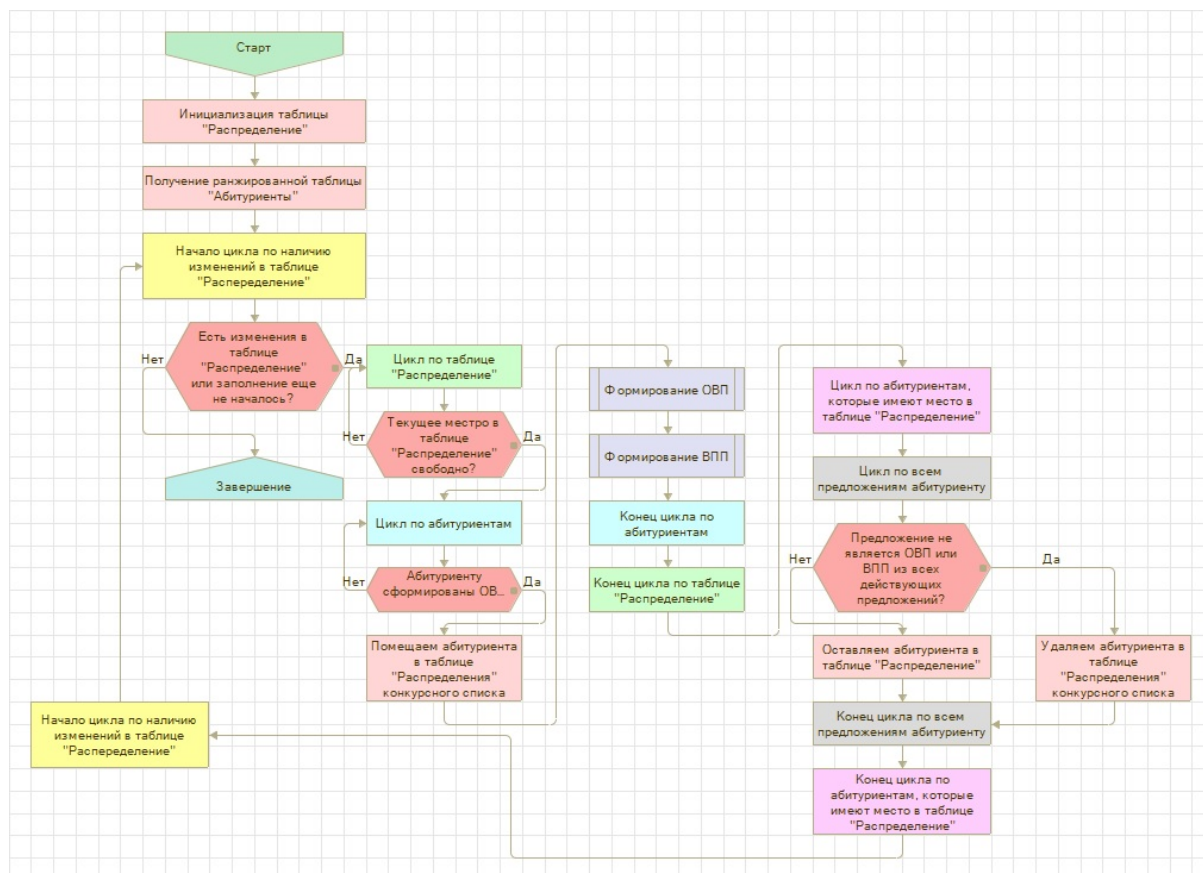 Старт
Инициализация таблицы
"Распределение"
Получение ранжированной таблицы
"Абитуриенты"
Начало цикла по наличию
изменений в таблице
"Распеределение"
Есть изменения в
таблице
"Распределение"
или заполнение еще
не началось?
Нет
Да
Завершение
Цикл по таблице
"Распределение"
Текущее местро в
таблице
"Распределение"
свободно?
Нет
Да
Цикл по абитуриентам
Абитуриенту
сформированы ОВ...
Нет
Да
Помещаем абитуриента
в таблице
"Распределения"
конкурсного списка
Формирование ОВП
Формирование ВПП
Конец цикла по
абитуриентам
Конец цикла по таблице
"Распределение"
Цикл по абитуриентам,
которые имеют место в
таблице "Распределение"
Цикл по всем
предложениям абитуриенту
Предложение не
является ОВП или
ВПП из всех
действующих
предложений?
Нет
Да
Оставляем абитуриента в
таблице "Распределение"
Удаляем абитуриента в
таблице
"Распределения"
конкурсного списка
Конец цикла по всем
предложениям абитуриенту
Конец цикла по
абитуриентам, которые
имеют место в таблице
"Распределение"
Начало цикла по наличию
изменений в таблице
"Распеределение"